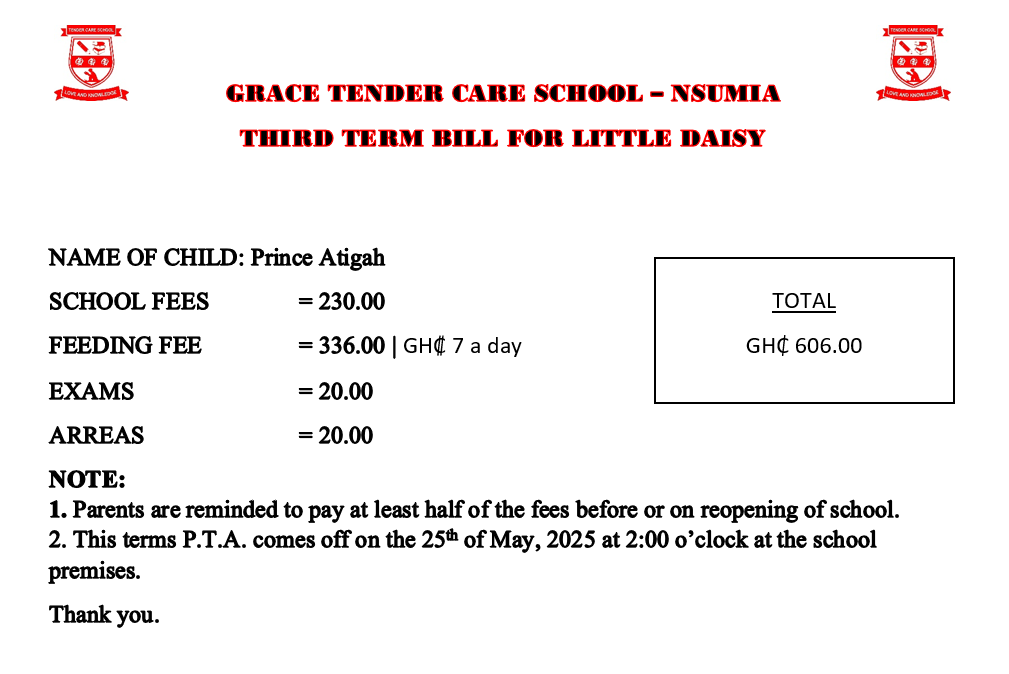 TENDER CARE SCHOOL
LOVE AND KNOWLEDGE
TENDER CARE SCHOOL
LOVE AND KNOWLEDGE
GRACE TENDER CARE SCHOOL – NSUMIA
THIRD TERM BILL FOR LITTLE DAISY
NAME OF CHILD: Prince Atigah
SCHOOL FEES = 230.00
FEEDING FEE = 336.00 | GH₵ 7 a day
EXAMS = 20.00
ARREAS = 20.00
TOTAL
GH₵ 606.00
NOTE:
1. Parents are reminded to pay at least half of the fees before or on reopening of school.
2. This terms P.T.A. comes off on the 25th of May, 2025 at 2:00 o’clock at the school
premises.
Thank you.